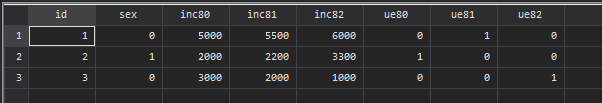 id sex inc80 inc81 inc82 ue80 ue81 ue82
1 1 0 5000 5500 6000 0 1 0
2 2 1 2000 2200 3300 1 0 0
3 3 0 3000 2000 1000 0 0 1